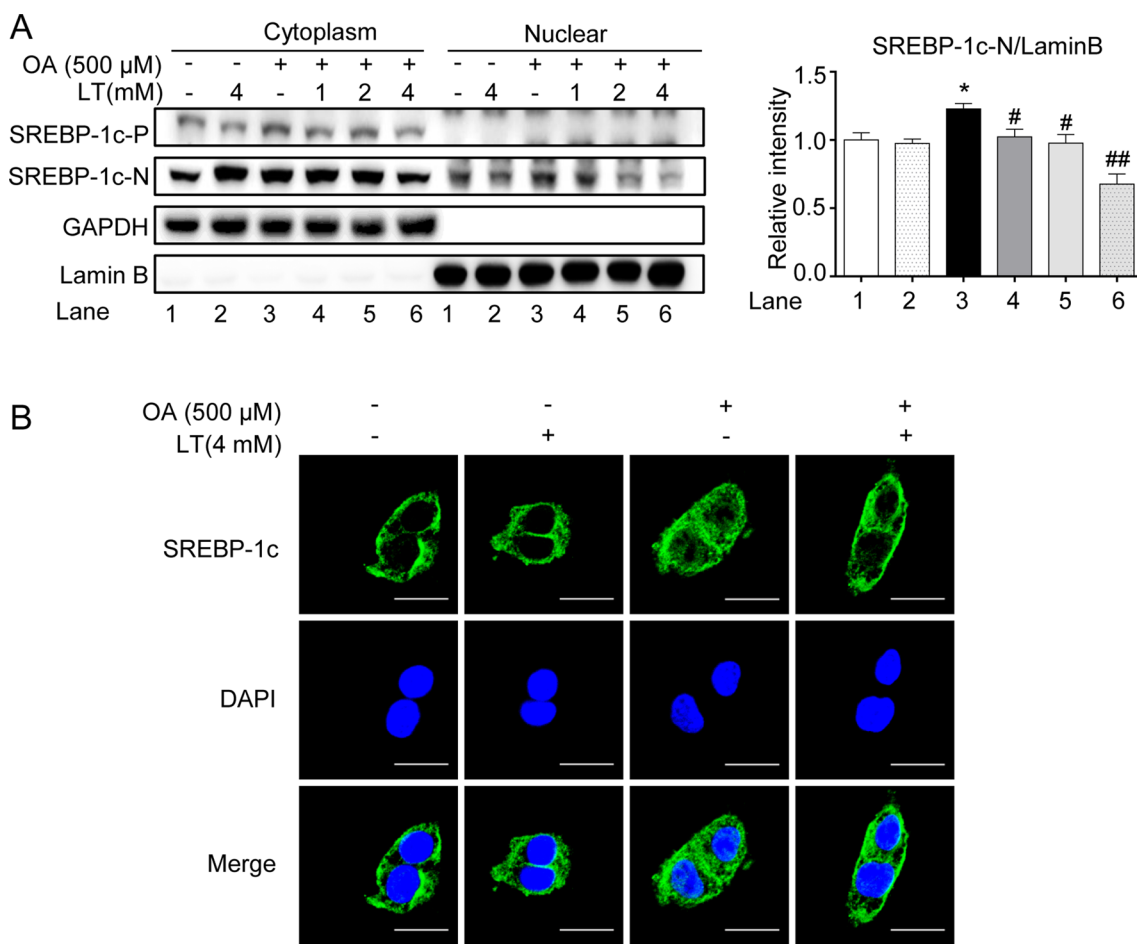 A
Cytoplasm Nuclear
OA (500 µM) - - + + + + - - + + + +
LT(mM) - 4 - 1 2 4 - 4 - 1 2 4
SREBP-1c-P
SREBP-1c-N
GAPDH
Lamin B
Lane 1 2 3 4 5 6 1 2 3 4 5 6
SREBP-1c-N/LaminB
Relative intensity
1.5
1.0
0.5
0.0
* # # ##
Lane 1 2 3 4 5 6
B
OA (500 µM) - - + +
LT(4 mM) - + - +
SREBP-1c
DAPI
Merge